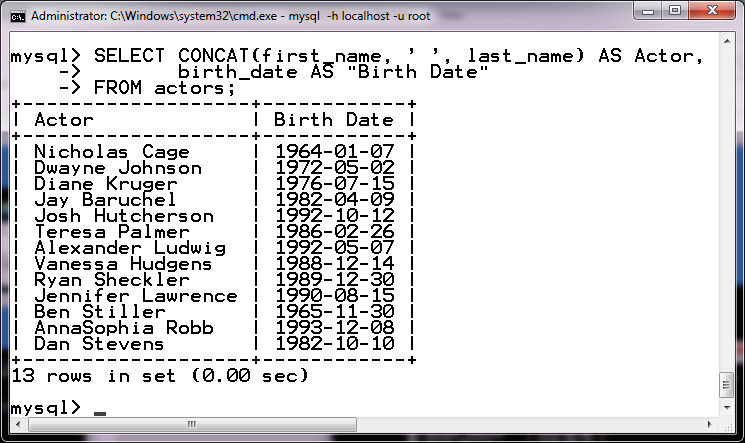 Administrator: C:\Windows\system32\cmd.exe - mysql  -h localhost -u root
mysql> SELECT CONCAT(first_name, ' ', last_name) AS Actor,
    ->        birth_date AS "Birth Date"
    -> FROM actors;
+-------------------+------------+
| Actor             | Birth Date |
+-------------------+------------+
| Nicholas Cage     | 1964-01-07 |
| Dwayne Johnson    | 1972-05-02 |
| Diane Kruger      | 1976-07-15 |
| Jay Baruchel      | 1982-04-09 |
| Josh Hutcherson   | 1992-10-12 |
| Teresa Palmer     | 1986-02-26 |
| Alexander Ludwig  | 1992-05-07 |
| Vanessa Hudgens   | 1988-12-14 |
| Ryan Sheckler     | 1989-12-30 |
| Jennifer Lawrence | 1990-08-15 |
| Ben Stiller       | 1965-11-30 |
| AnnaSophia Robb   | 1993-12-08 |
| Dan Stevens       | 1982-10-10 |
+-------------------+------------+
13 rows in set (0.00 sec)
mysql> _